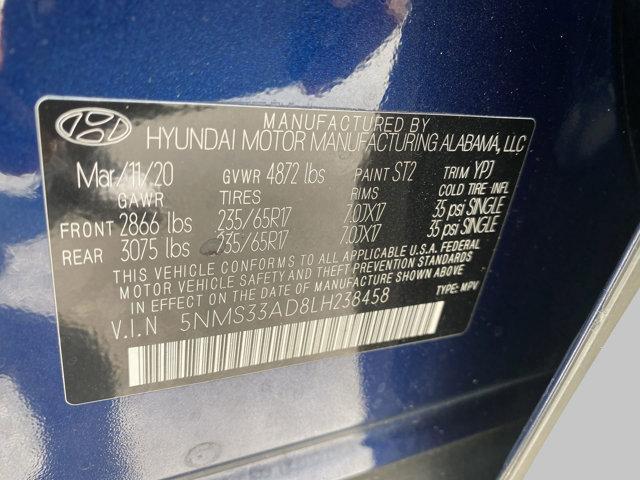 MANUFACTURED BY
HYUNDAI MOTOR MANUFACTURING ALABAMA, LLC
Mar/11/20 GVWR 4872 lbs PAINT ST2 TRIM YP7
GAWR TIRES RIMS COLD TIRE INFL
FRONT 2866 lbs 235/65R17 7.0JX17 35 psi SINGLE
REAR 3075 lbs 235/65R17 7.0JX17 35 psi SINGLE
THIS VEHICLE CONFORMS TO ALL APPLICABLE U.S.A. FEDERAL
MOTOR VEHICLE SAFETY AND THEFT PREVENTION STANDARDS
IN EFFECT ON THE DATE OF MANUFACTURE SHOWN ABOVE
V.I.N 5NMS33AD8LH238458 TYPE: MPV